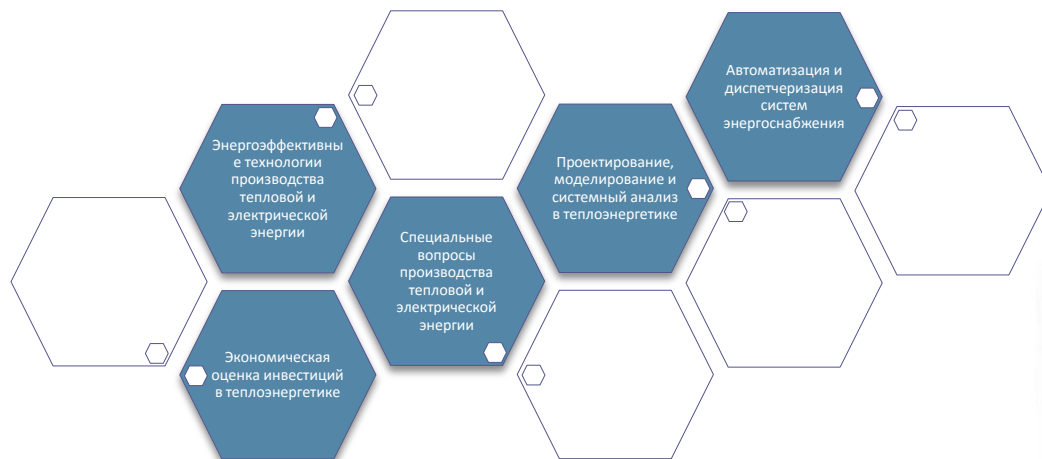 Автоматизация и
диспетчеризация
систем
энергоснабжения
Энергоэффективны
е технологии
производства
тепловой и
электрической
энергии
Проектирование,
моделирование и
системный анализ
в теплоэнергетике
Специальные
вопросы
производства
тепловой и
электрической
энергии
Экономическая
оценка инвестиций
в теплоэнергетике